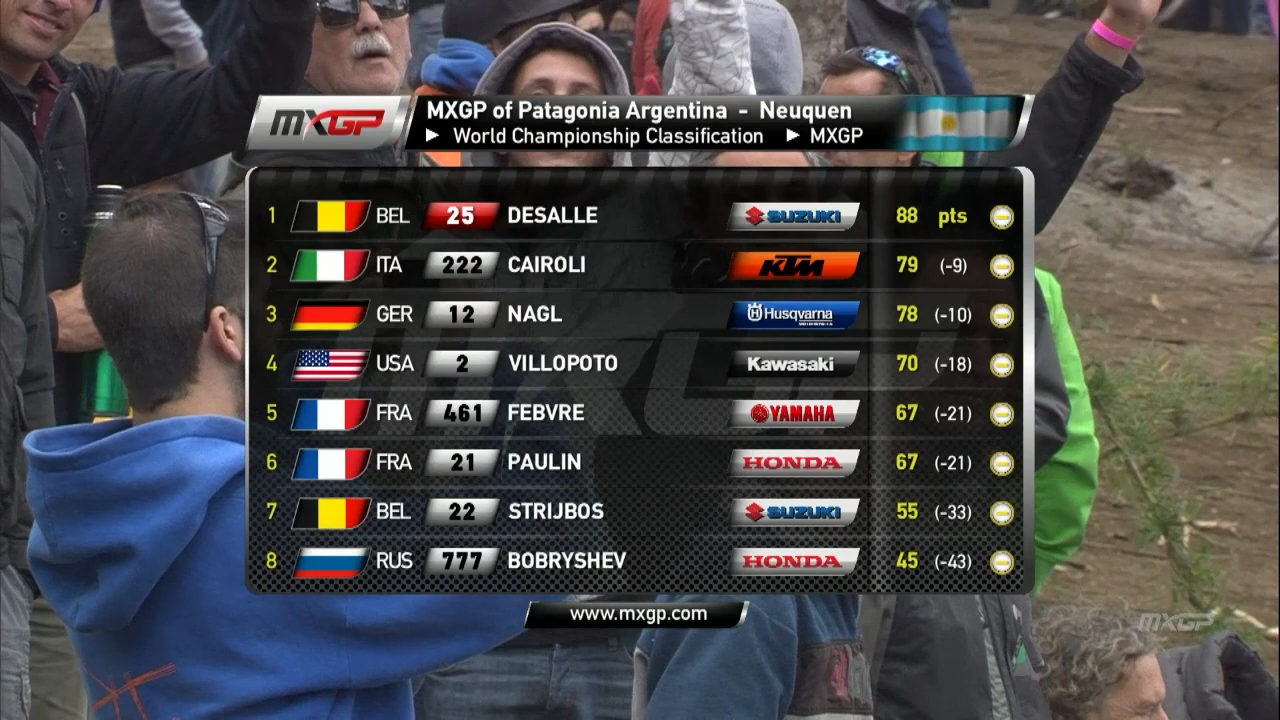 MXGP
MXGP of Patagonia Argentina - Neuquen
▶ World Championship Classification ▶ MXGP
1 BEL 25 DESALLE SUZUKI 88 pts
2 ITA 222 CAIROLI KTM 79 (-9)
3 GER 12 NAGL Husqvarna 78 (-10)
4 USA 2 VILLOPOTO Kawasaki 70 (-18)
5 FRA 461 FEBVRE YAMAHA 67 (-21)
6 FRA 21 PAULIN HONDA 67 (-21)
7 BEL 22 STRIJBOS SUZUKI 55 (-33)
8 RUS 777 BOBRYSHEV HONDA 45 (-43)
www.mxgp.com
MXGP